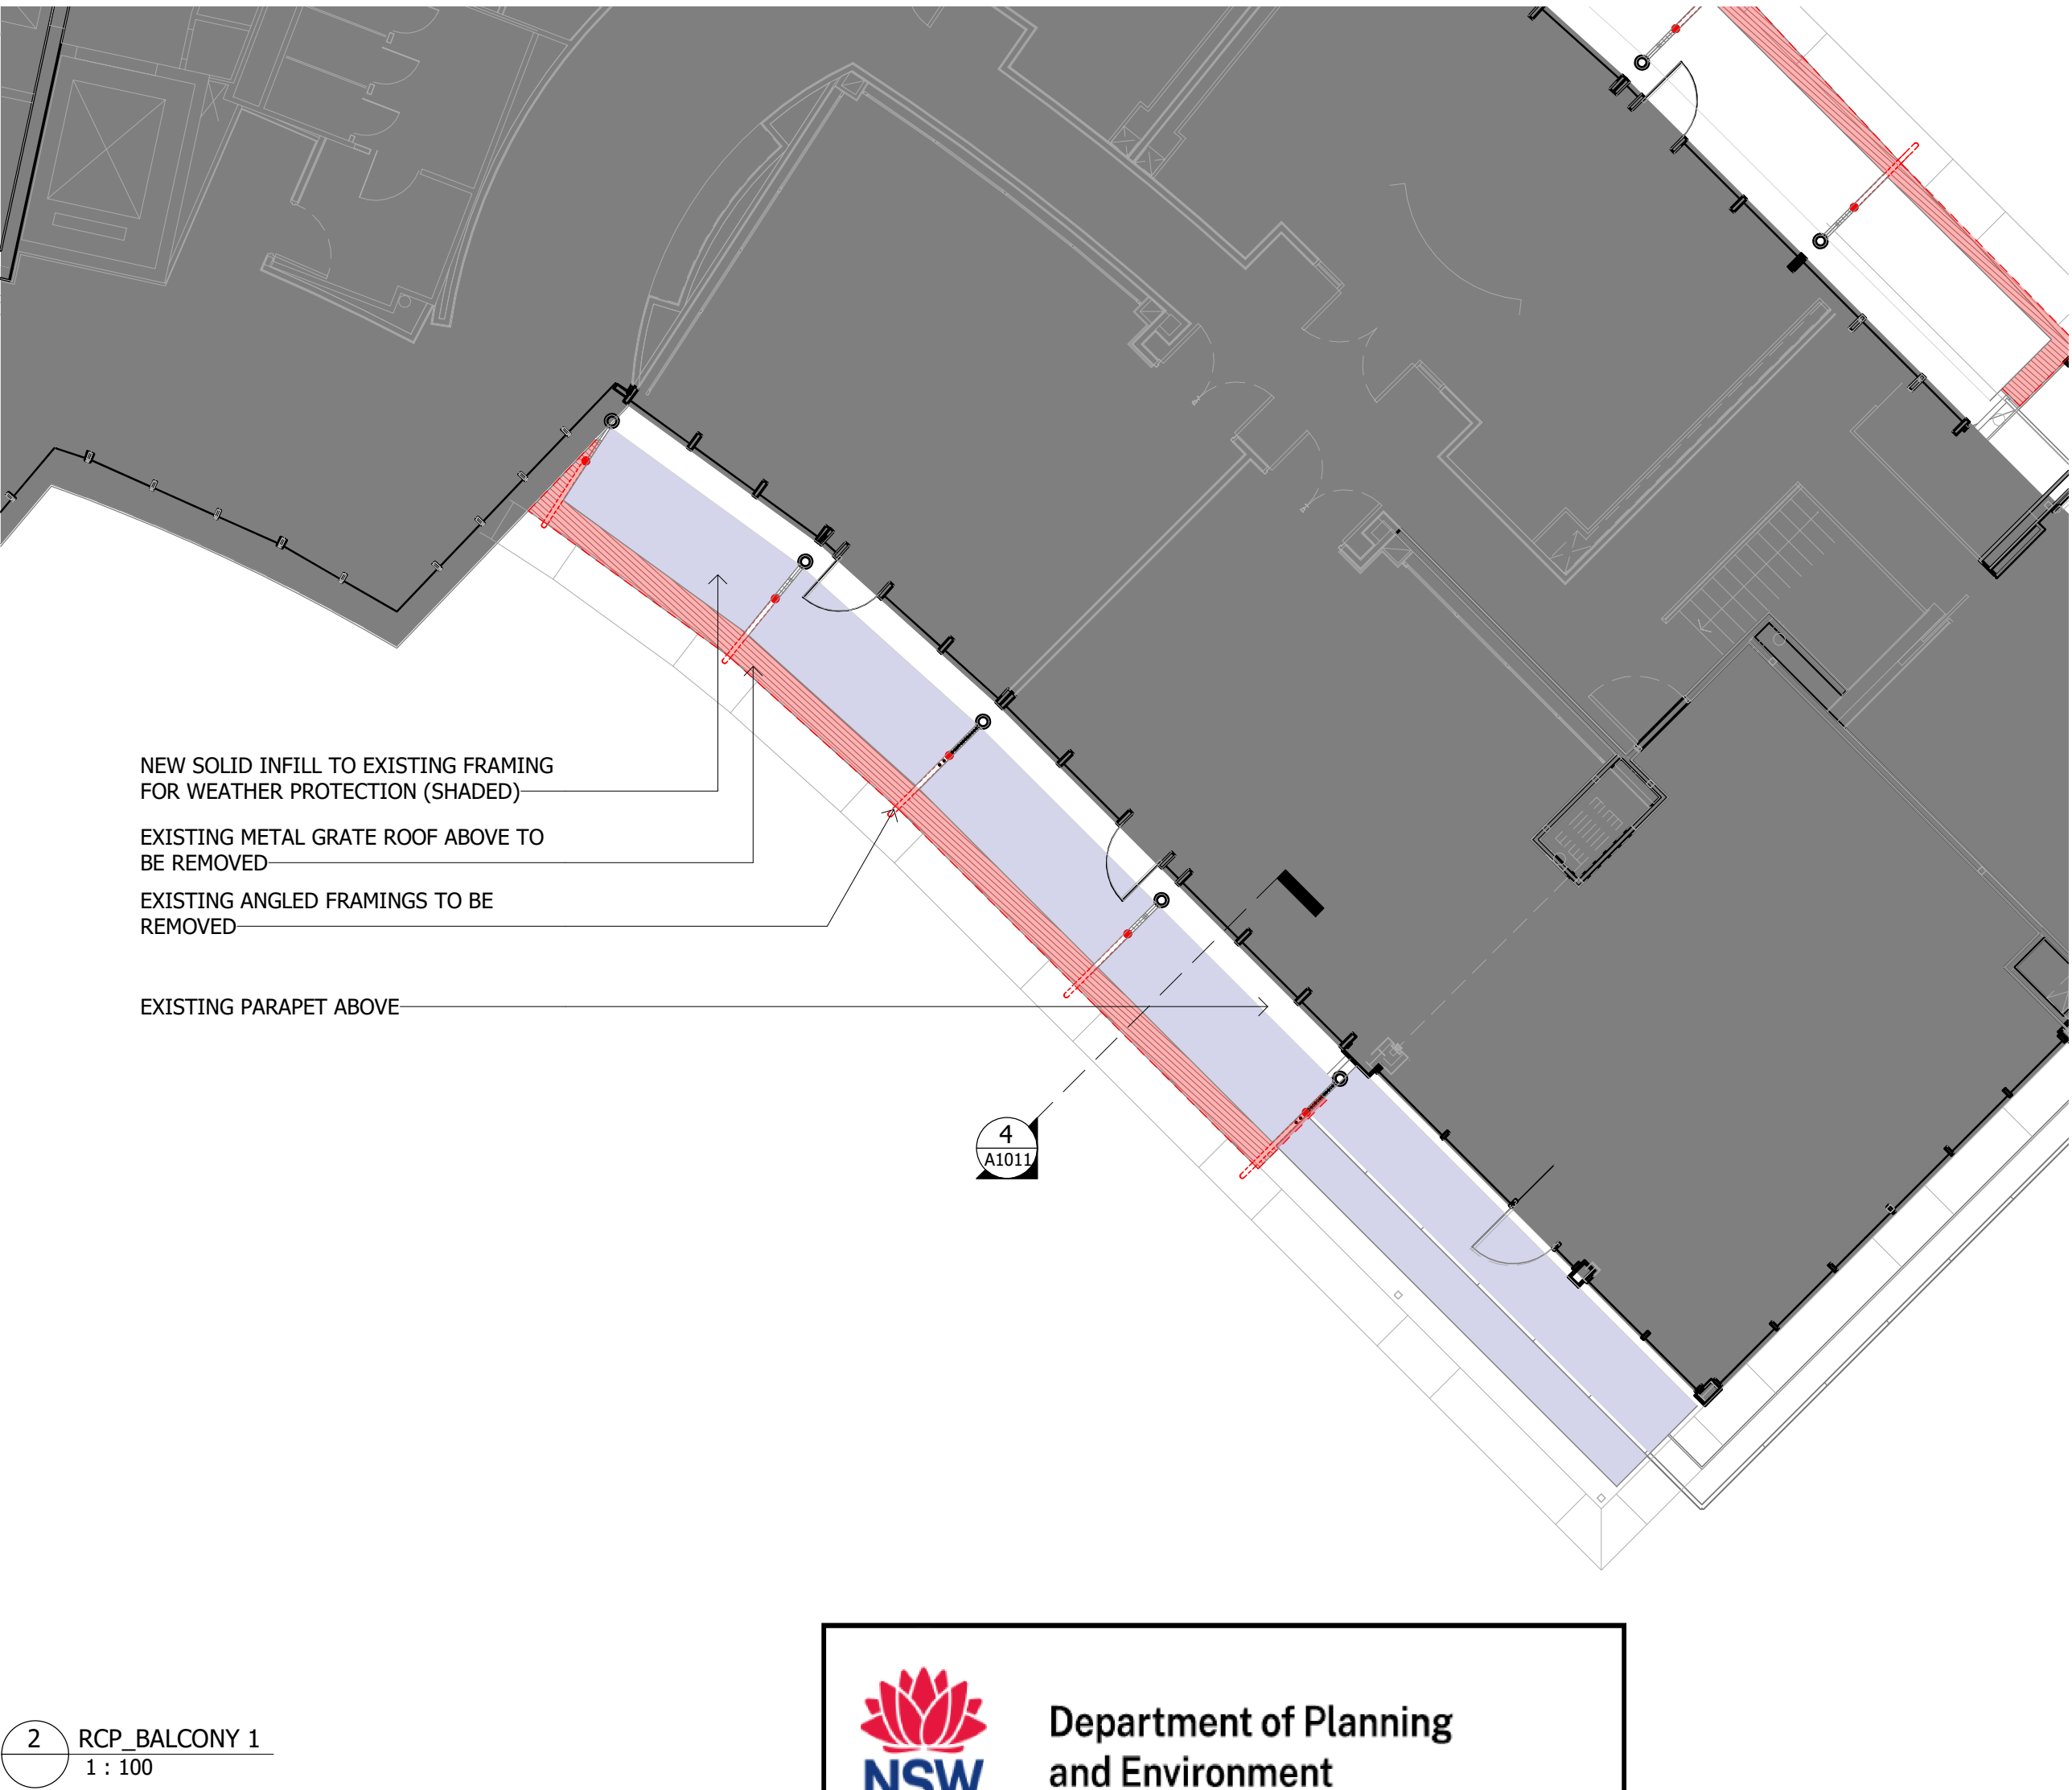 NEW SOLID INFILL TO EXISTING FRAMING
FOR WEATHER PROTECTION (SHADED)
EXISTING METAL GRATE ROOF ABOVE TO
BE REMOVED
EXISTING ANGLED FRAMINGS TO BE
REMOVED
EXISTING PARAPET ABOVE
4
A1011
2
RCP_BALCONY 1
1 : 100
NSW
Department of Planning
and Environment